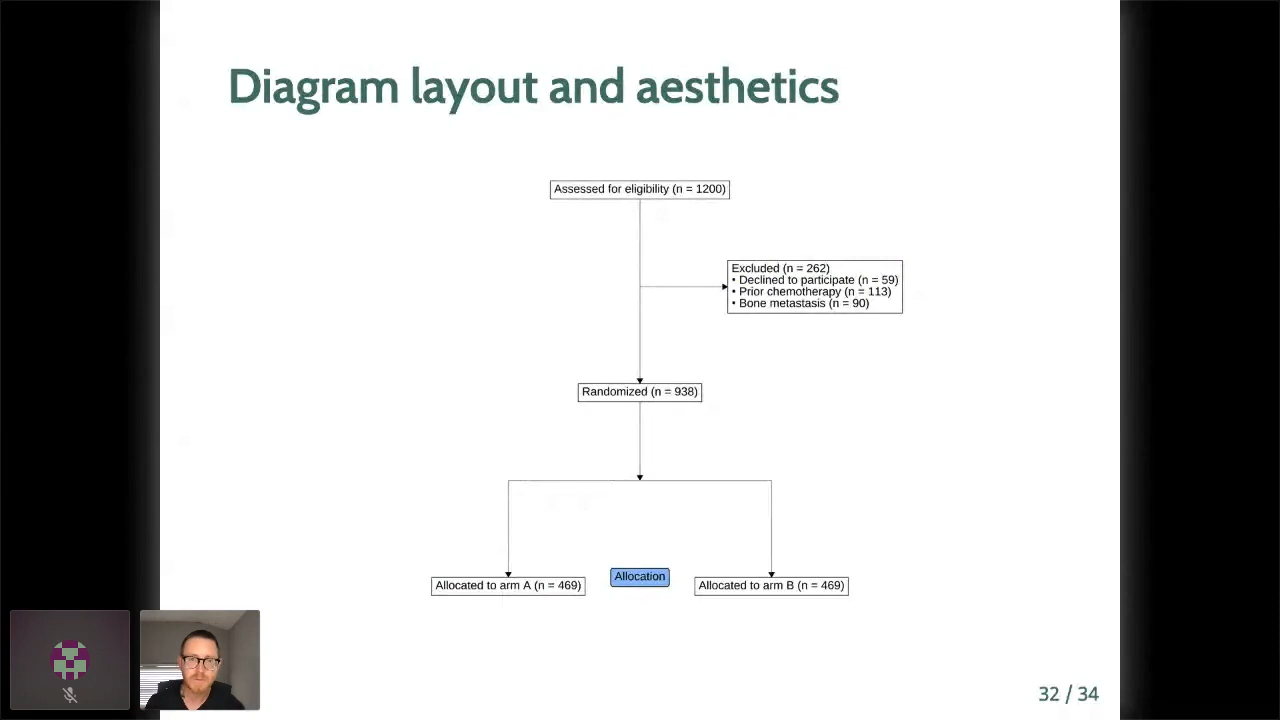 Diagram layout and aesthetics
Assessed for eligibility (n = 1200)
Excluded (n = 262)
• Declined to participate (n = 59)
• Prior chemotherapy (n = 113)
• Bone metastasis (n = 90)
Randomized (n = 938)
Allocation
Allocated to arm A (n = 469)
Allocated to arm B (n = 469)
32 / 34